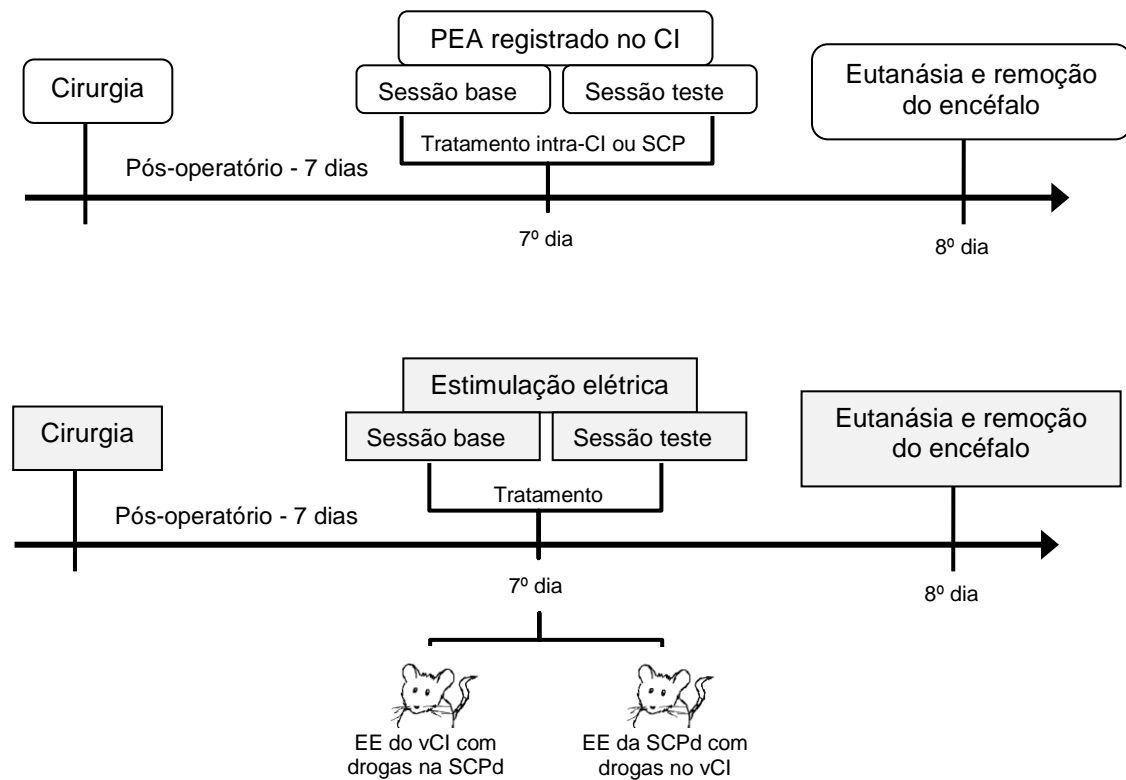 PEA registrado no CI
Cirurgia
Sessão base
Sessão teste
Eutanásia e remoção
do encéfalo
Tratamento intra-CI ou SCP
Pós-operatório - 7 dias
7º dia
8º dia
Estimulação elétrica
Cirurgia
Sessão base
Sessão teste
Eutanásia e remoção
do encéfalo
Tratamento
Pós-operatório - 7 dias
7º dia
8º dia
EE do vCI com
drogas na SCPd
EE da SCPd com
drogas no vCI